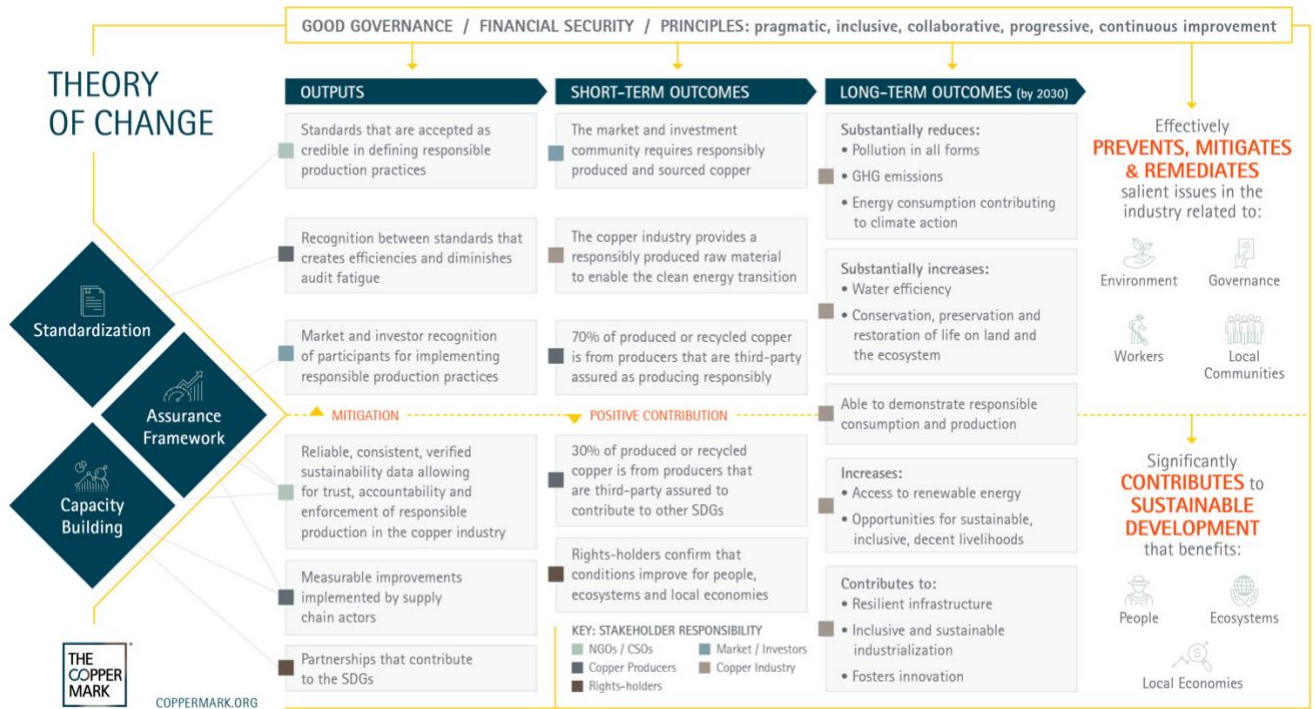 GOOD GOVERNANCE / FINANCIAL SECURITY / PRINCIPLES: pragmatic, inclusive, collaborative, progressive, continuous improvement
THEORY
OF CHANGE
Standardization
Assurance
Framework
Capacity
Building
THE
COPPER
MARK
COPPERMARK.ORG
OUTPUTS
Standards that are accepted as
credible in defining responsible
production practices
Recognition between standards that
creates efficiencies and diminishes
audit fatigue
Market and investor recognition
of participants for implementing
responsible production practices
MITIGATION
Reliable, consistent, verified
sustainability data allowing
for trust, accountability and
enforcement of responsible
production in the copper industry
Measurable improvements
implemented by supply
chain actors
Partnerships that contribute
to the SDGs
SHORT-TERM OUTCOMES
The market and investment
community requires responsibly
produced and sourced copper
The copper industry provides a
responsibly produced raw material
to enable the clean energy transition
70% of produced or recycled copper
is from producers that are third-party
assured as producing responsibly
POSITIVE CONTRIBUTION
30% of produced or recycled
copper is from producers that
are third-party assured to
contribute to other SDGs
Rights-holders confirm that
conditions improve for people,
ecosystems and local economies
KEY: STAKEHOLDER RESPONSIBILITY
NGOs / CSOs
Market / Investors
Copper Producers
Copper Industry
Rights-holders
LONG-TERM OUTCOMES (by 2030)
Substantially reduces:
• Pollution in all forms
• GHG emissions
• Energy consumption contributing
to climate action
Substantially increases:
• Water efficiency
• Conservation, preservation and
restoration of life on land and
the ecosystem
Able to demonstrate responsible
consumption and production
Increases:
• Access to renewable energy
• Opportunities for sustainable,
inclusive, decent livelihoods
Contributes to:
• Resilient infrastructure
• Inclusive and sustainable
industrialization
• Fosters innovation
Effectively
PREVENTS, MITIGATES
& REMEDIATES
salient issues in the
industry related to:
Environment
Governance
Workers
Local
Communities
Significantly
CONTRIBUTES to
SUSTAINABLE
DEVELOPMENT
that benefits:
People
Ecosystems
Local Economies